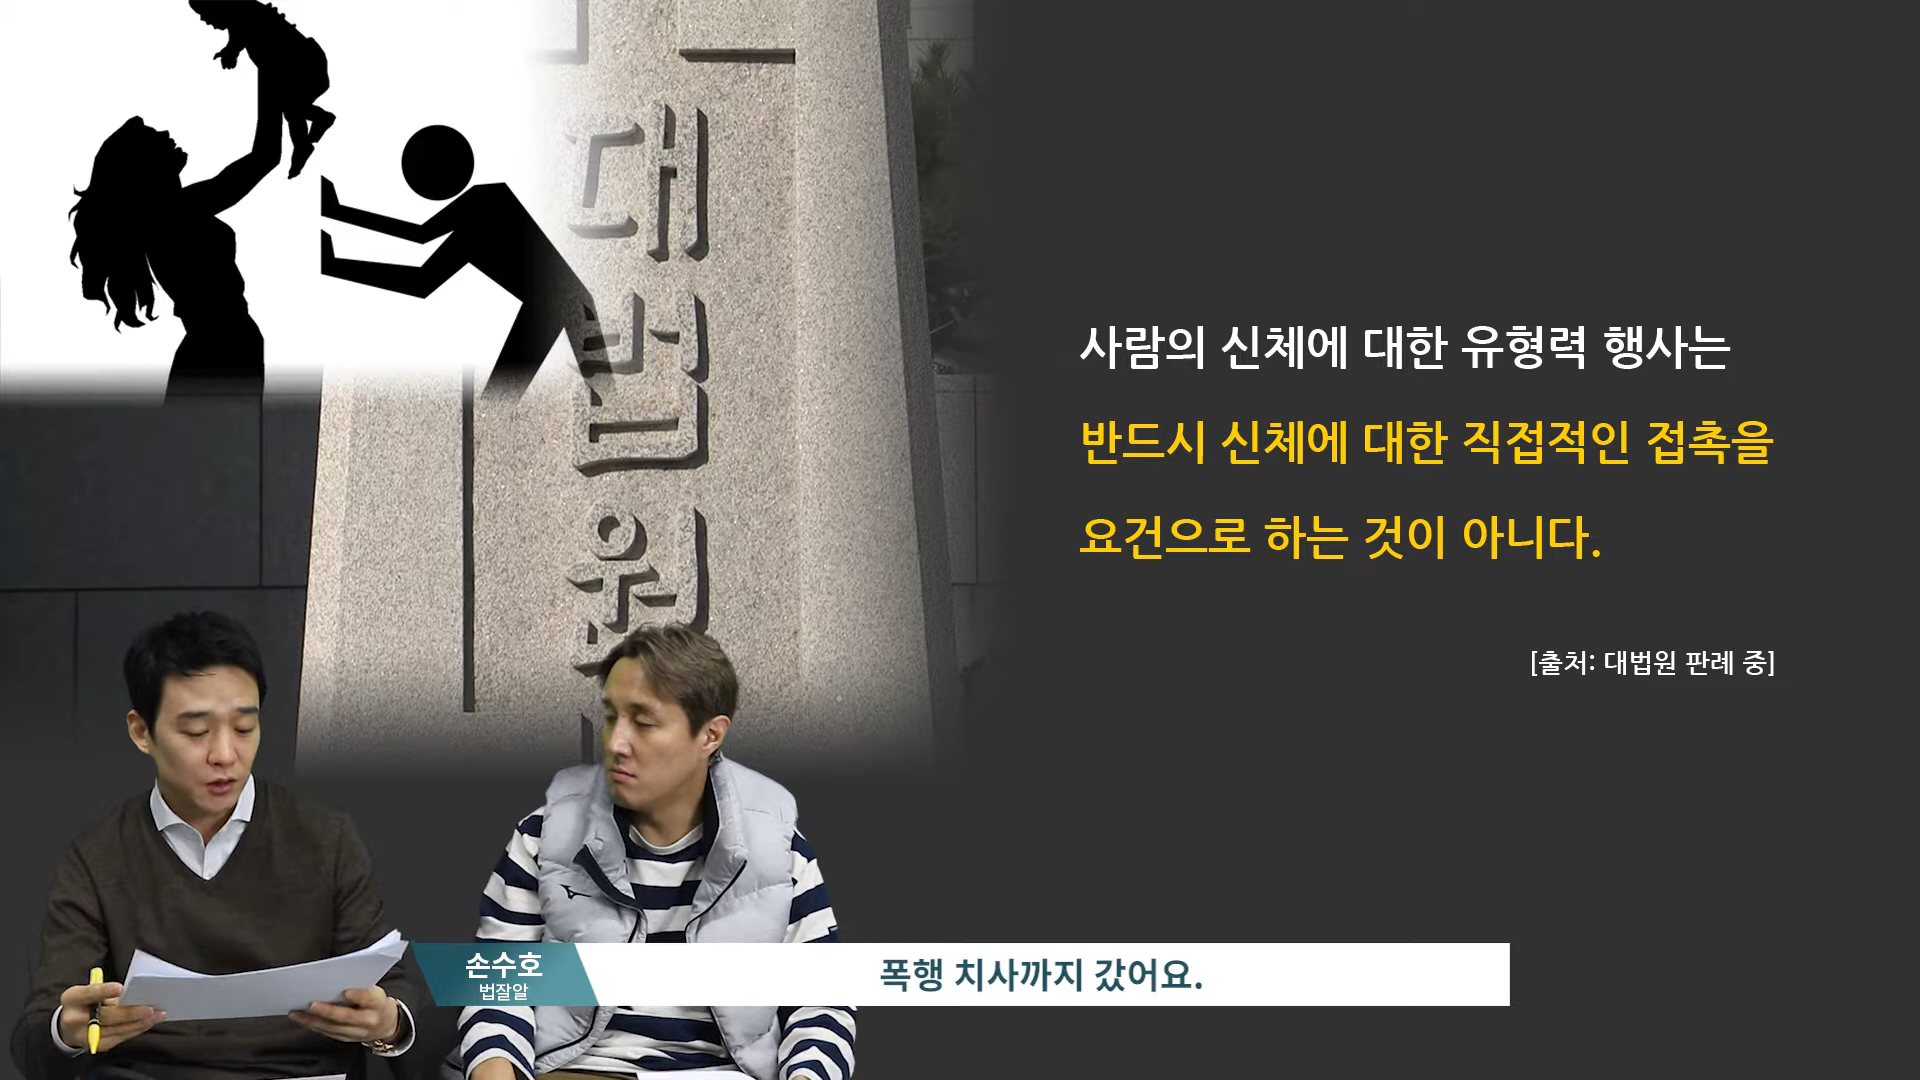 대법원
사람의 신체에 대한 유형력 행사는
반드시 신체에 대한 직접적인 접촉을
요건으로 하는 것이 아니다.
[출처: 대법원 판례 중]
손수호
법잘알
폭행 치사까지 갔어요.